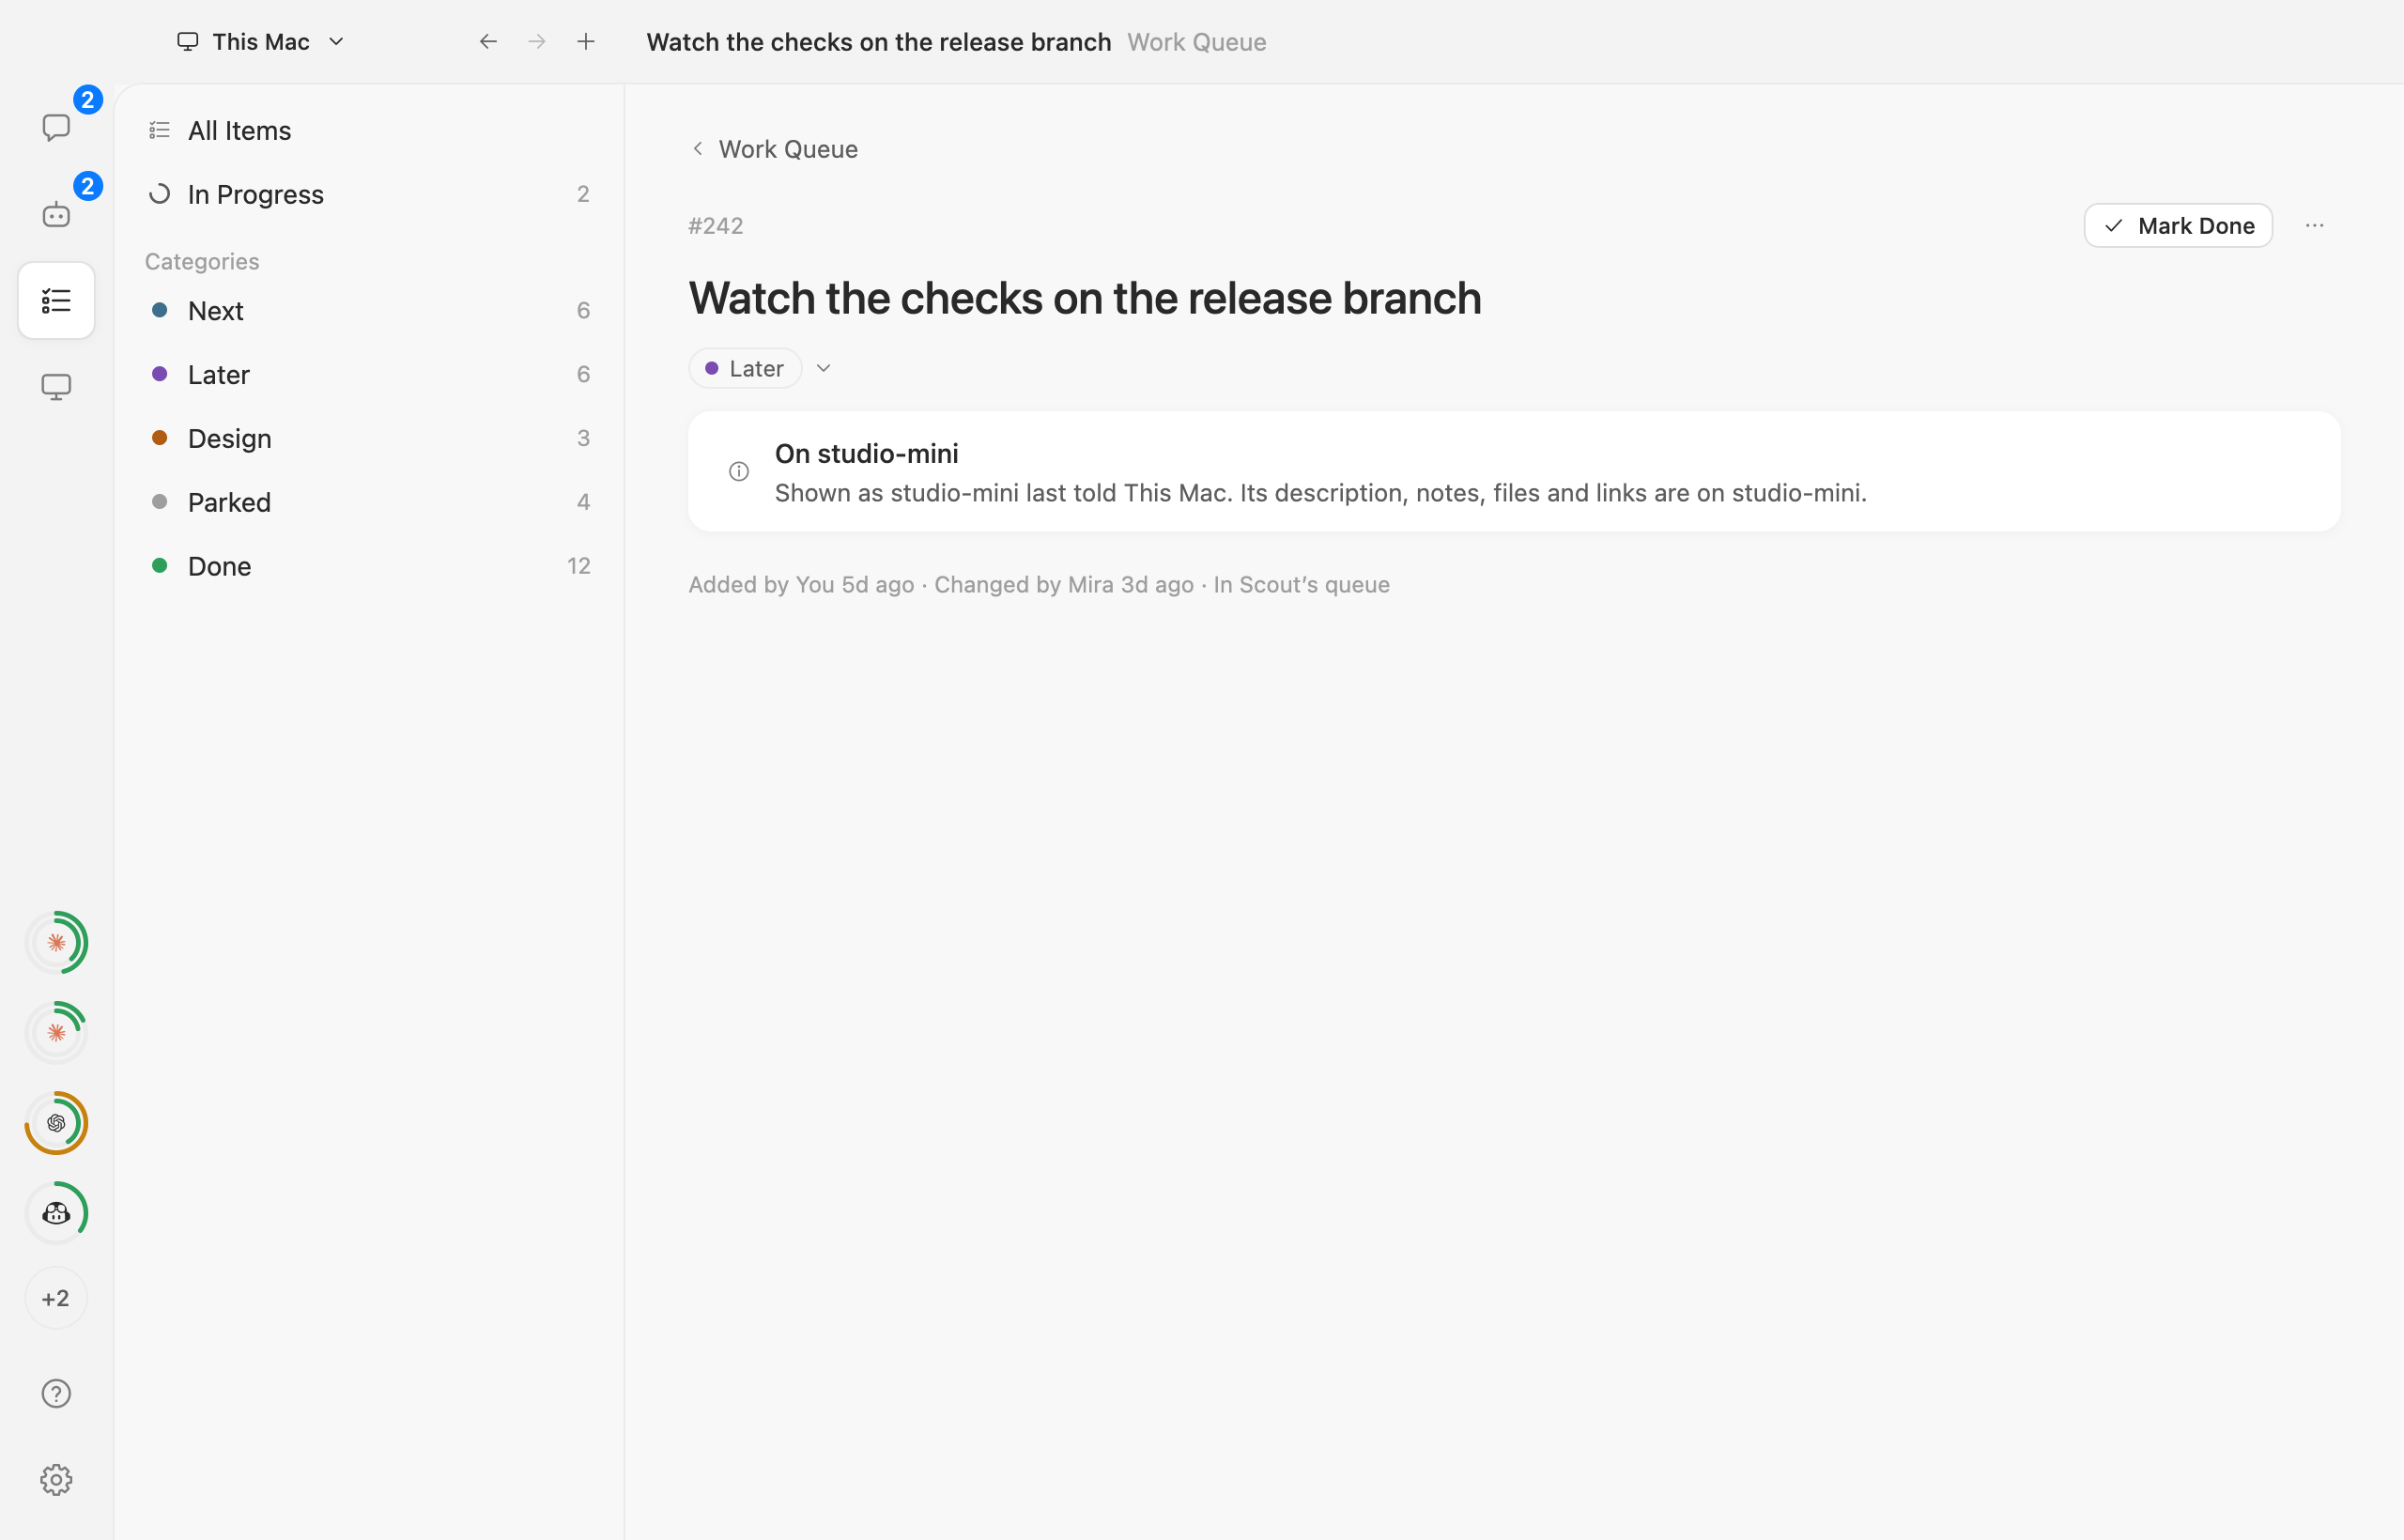 This Mac
Watch the checks on the release branch Work Queue
2
2
All Items
In Progress 2
Categories
Next 6
Later 6
Design 3
Parked 4
Done 12
+2
Work Queue
#242
Mark Done
Watch the checks on the release branch
Later
On studio-mini
Shown as studio-mini last told This Mac. Its description, notes, files and links are on studio-mini.
Added by You 5d ago · Changed by Mira 3d ago · In Scout’s queue